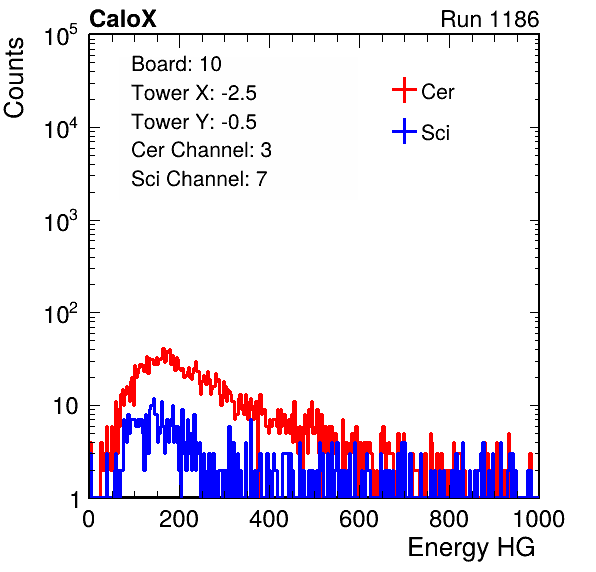 CaloX Run 1186
Counts
Board: 10
Tower X: -2.5
Tower Y: -0.5
Cer Channel: 3
Sci Channel: 7
Cer
Sci
10^5
10^4
10^3
10^2
10
1
0 200 400 600 800 1000
Energy HG